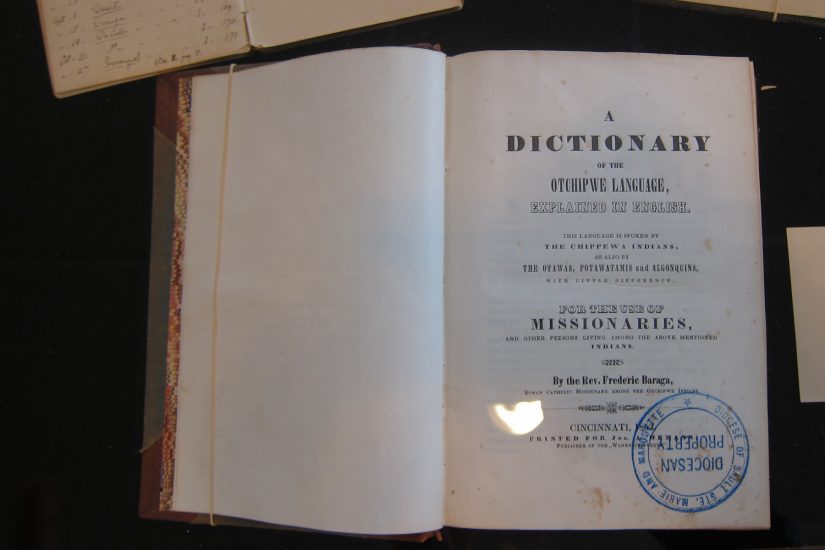 A
DICTIONARY
OF THE
OTCHIPWE LANGUAGE,
EXPLAINED IN ENGLISH.
THIS LANGUAGE IS SPOKEN BY
THE CHIPPEWA INDIANS,
AS ALSO BY
THE OTAWAS, POTAWATAMIS and ALGONQUINS,
WITH LITTLE DIFFERENCE.
FOR THE USE OF
MISSIONARIES,
AND OTHER PERSONS LIVING AMONG THE ABOVE MENTIONED
INDIANS.
By the Rev. Frederic Baraga,
ROMAN CATHOLIC MISSIONARY AMONG THE OTCHIPWE INDIANS.
CINCINNATI,
PRINTED FOR Jos.
PUBLISHER OF THE
DIOCESE OF SAULT STE. MARIE AND MARQUETTE
DIOCESAN
PROPERTY